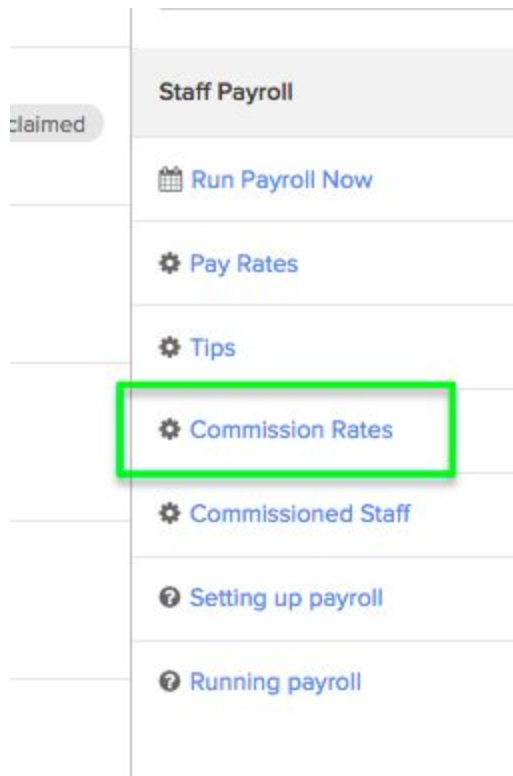 claimed
Staff Payroll
Run Payroll Now
Pay Rates
Tips
Commission Rates
Commissioned Staff
Setting up payroll
Running payroll